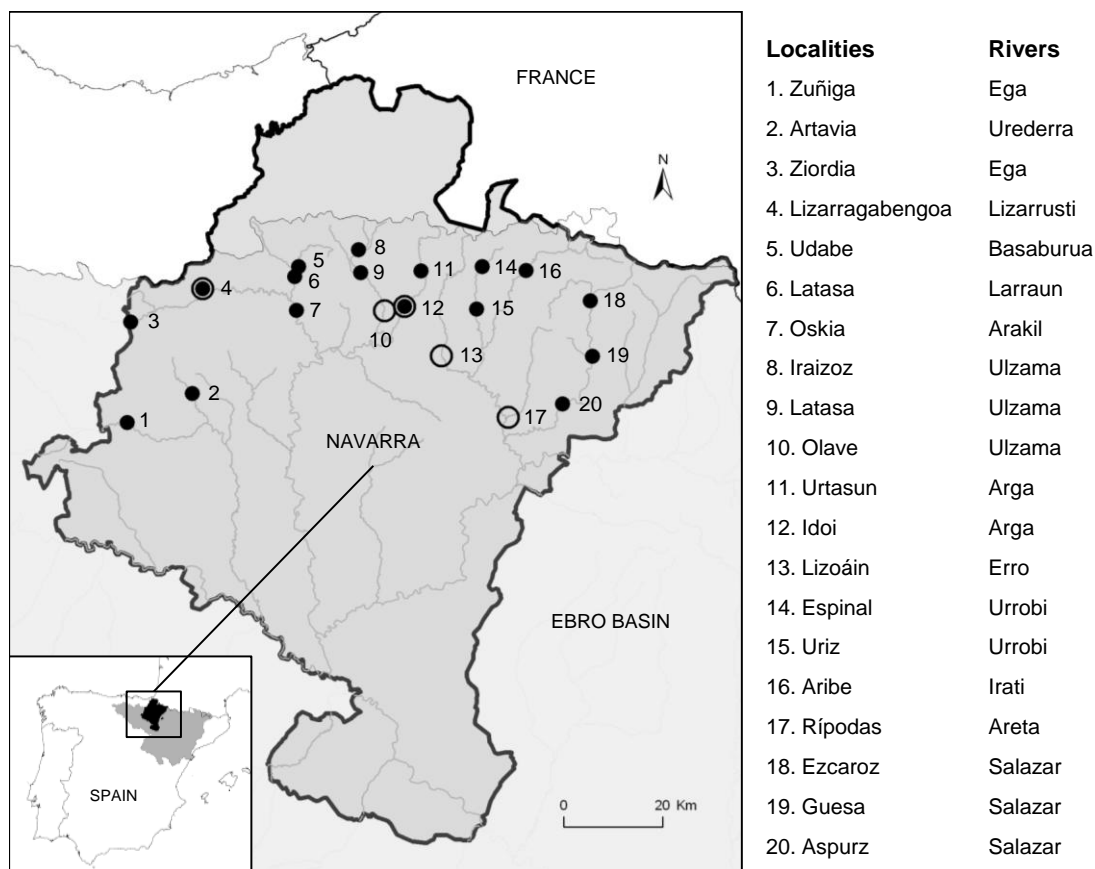 FRANCE
N
8
5
14
9
11
16
6
4
18
12
7
15
3
10
13
19
2
20
17
1
NAVARRA
EBRO BASIN
SPAIN
0 20 Km
Localities Rivers
1. Zuñiga Ega
2. Artavia Urederra
3. Ziordia Ega
4. Lizarragabengoa Lizarrusti
5. Udabe Basaburua
6. Latasa Larraun
7. Oskia Arakil
8. Iraizoz Ulzama
9. Latasa Ulzama
10. Olave Ulzama
11. Urtasun Arga
12. Idoi Arga
13. Lizoáin Erro
14. Espinal Urrobi
15. Uriz Urrobi
16. Aribe Irati
17. Rípodas Areta
18. Ezcaroz Salazar
19. Guesa Salazar
20. Aspurz Salazar